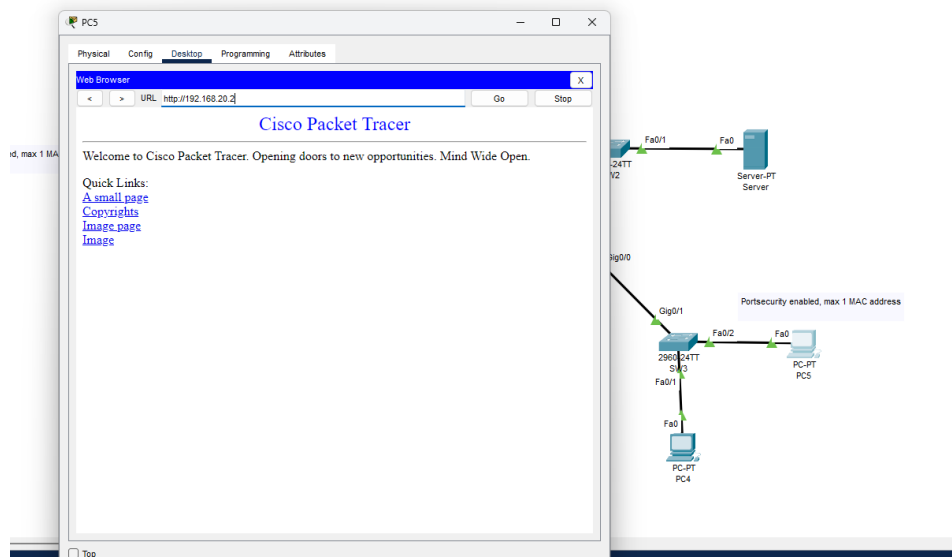 PC5
Physical Config Desktop Programming Attributes
Web Browser
X
< > URL http://192.168.20.2 Go Stop
Cisco Packet Tracer
Welcome to Cisco Packet Tracer. Opening doors to new opportunities. Mind Wide Open.
Quick Links:
A small page
Copyrights
Image page
Image
Top
max 1 MA
Fa0/1
Fa0
-24TT
Server-PT
Server
Gig0/1
Portsecurity enabled, max 1 MAC address
Fa0/2
Fa0
2960-24TT
SW3
PC-PT
PC5
Fa0/1
Fa0
PC-PT
PC4